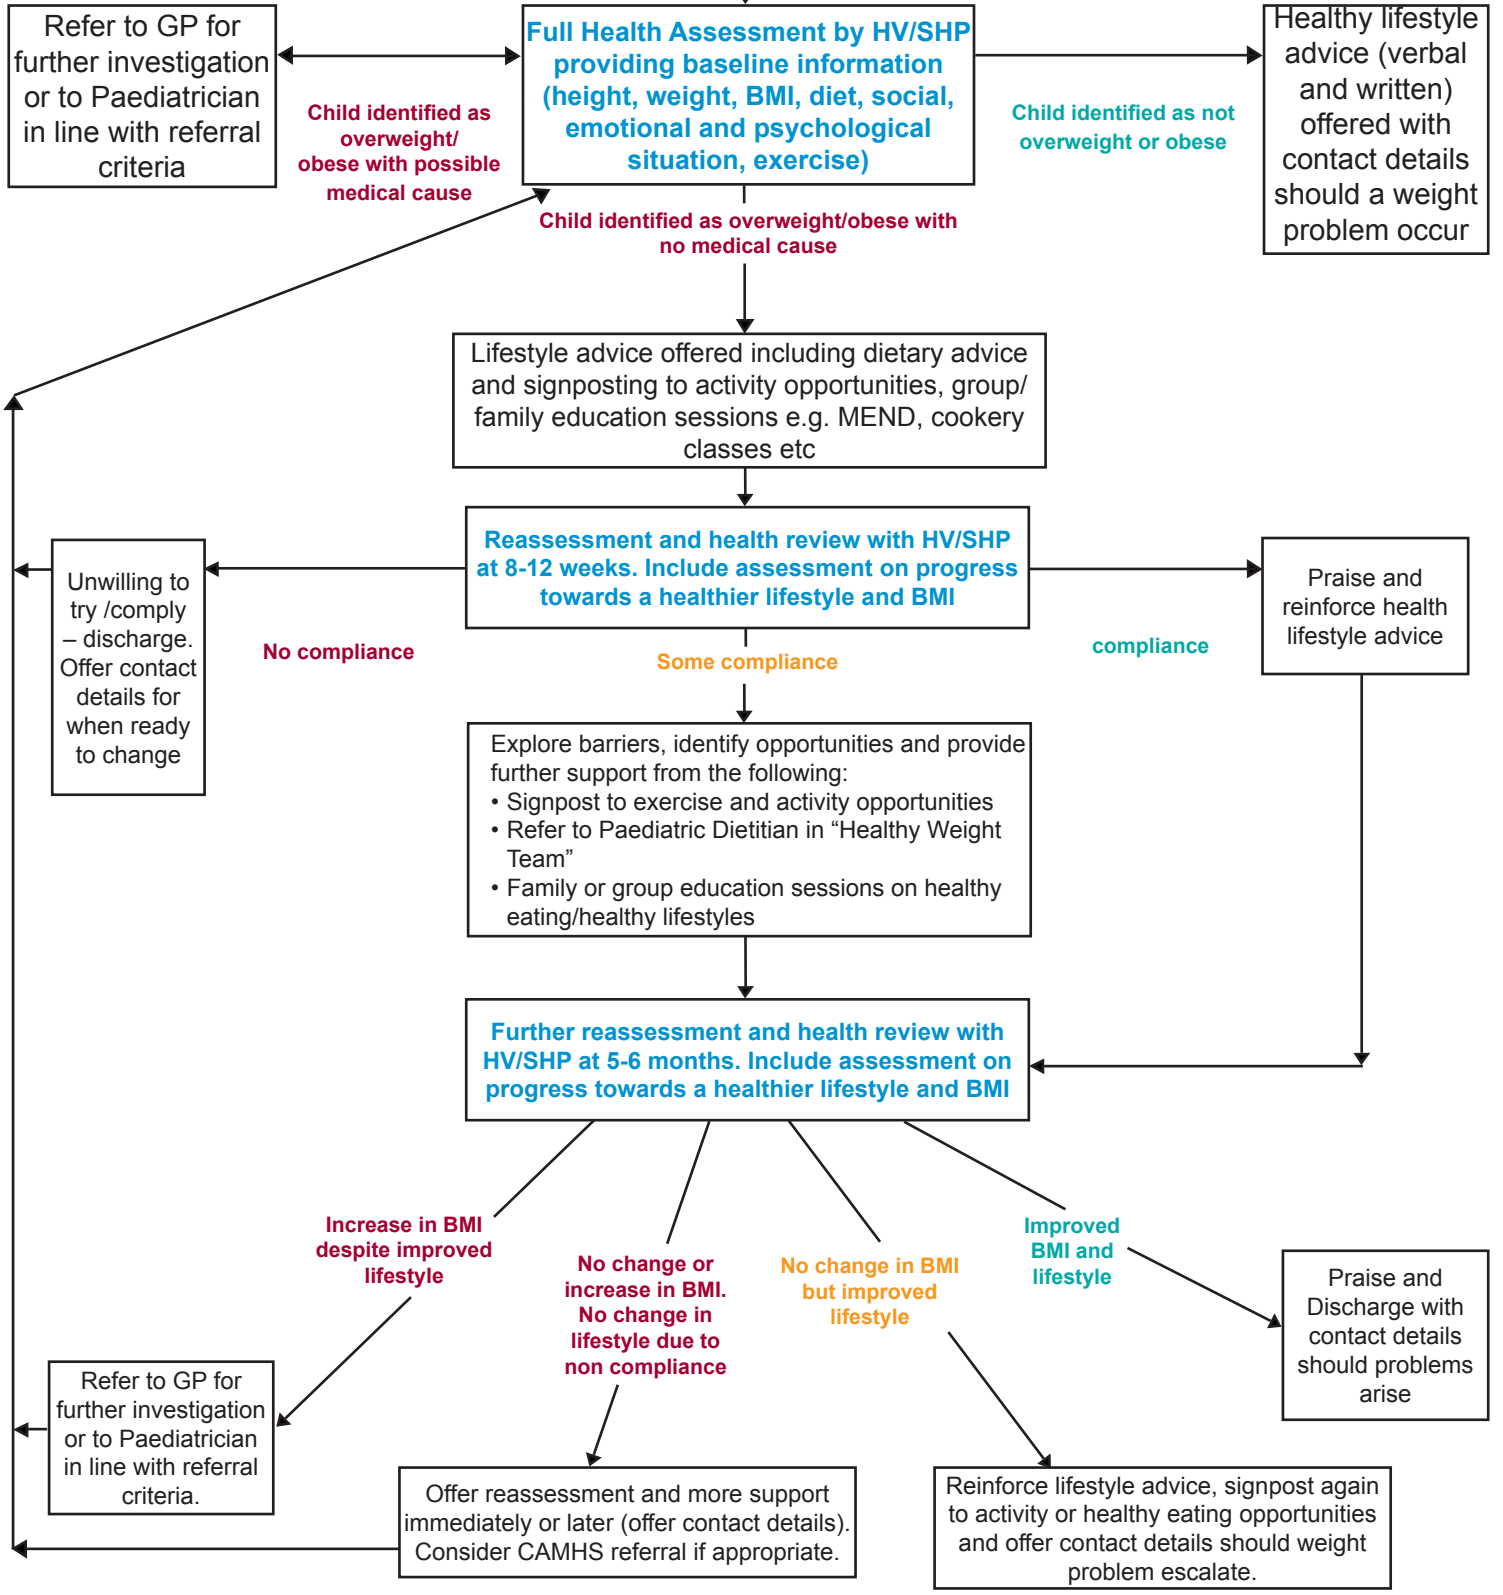 Refer to GP for
further investigation
or to Paediatrician
in line with referral
criteria
Full Health Assessment by HV/SHP
providing baseline information
(height, weight, BMI, diet, social,
emotional and psychological
situation, exercise)
Healthy lifestyle
advice (verbal
and written)
offered with
contact details
should a weight
problem occur
Child identified as
overweight/
obese with possible
medical cause
Child identified as not
overweight or obese
Child identified as overweight/obese with
no medical cause
Lifestyle advice offered including dietary advice
and signposting to activity opportunities, group/
family education sessions e.g. MEND, cookery
classes etc
Reassessment and health review with HV/SHP
at 8-12 weeks. Include assessment on progress
towards a healthier lifestyle and BMI
Unwilling to
try /comply
– discharge.
Offer contact
details for
when ready
to change
No compliance
Some compliance
compliance
Praise and
reinforce health
lifestyle advice
Explore barriers, identify opportunities and provide
further support from the following:
• Signpost to exercise and activity opportunities
• Refer to Paediatric Dietitian in “Healthy Weight
Team”
• Family or group education sessions on healthy
eating/healthy lifestyles
Further reassessment and health review with
HV/SHP at 5-6 months. Include assessment on
progress towards a healthier lifestyle and BMI
Increase in BMI
despite improved
lifestyle
No change or
increase in BMI.
No change in
lifestyle due to
non compliance
No change in BMI
but improved
lifestyle
Improved
BMI and
lifestyle
Praise and
Discharge with
contact details
should problems
arise
Refer to GP for
further investigation
or to Paediatrician
in line with referral
criteria.
Offer reassessment and more support
immediately or later (offer contact details).
Consider CAMHS referral if appropriate.
Reinforce lifestyle advice, signpost again
to activity or healthy eating opportunities
and offer contact details should weight
problem escalate.